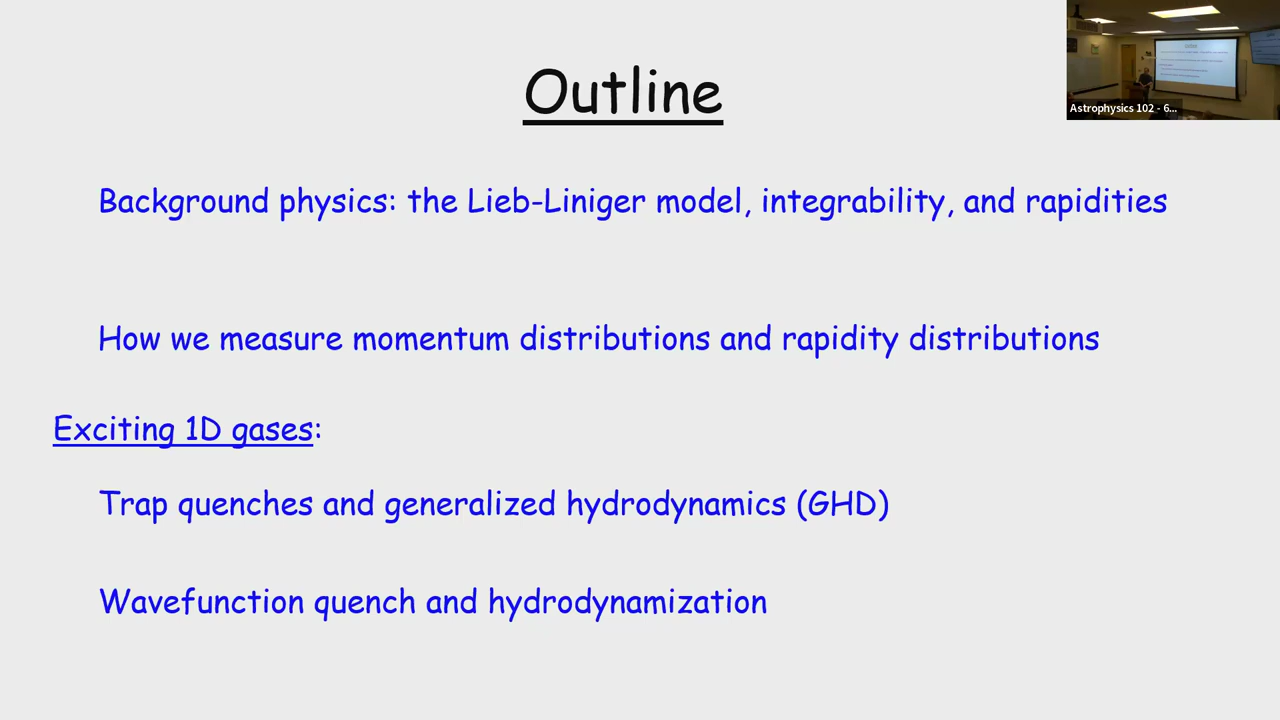 Outline
Astrophysics 102 - 6...
Background physics: the Lieb-Liniger model, integrability, and rapidities
How we measure momentum distributions and rapidity distributions
Exciting 1D gases:
Trap quenches and generalized hydrodynamics (GHD)
Wavefunction quench and hydrodynamization